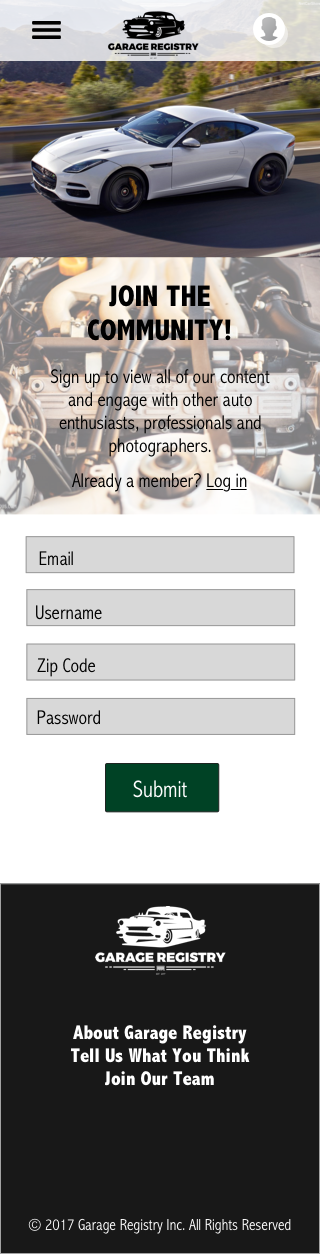 GARAGE REGISTRY
JOIN THE
COMMUNITY!
Sign up to view all of our content
and engage with other auto
enthusiasts, professionals and
photographers.
Already a member? Log in
Email
Username
Zip Code
Password
Submit
GARAGE REGISTRY
About Garage Registry
Tell Us What You Think
Join Our Team
© 2017 Garage Registry Inc. All Rights Reserved